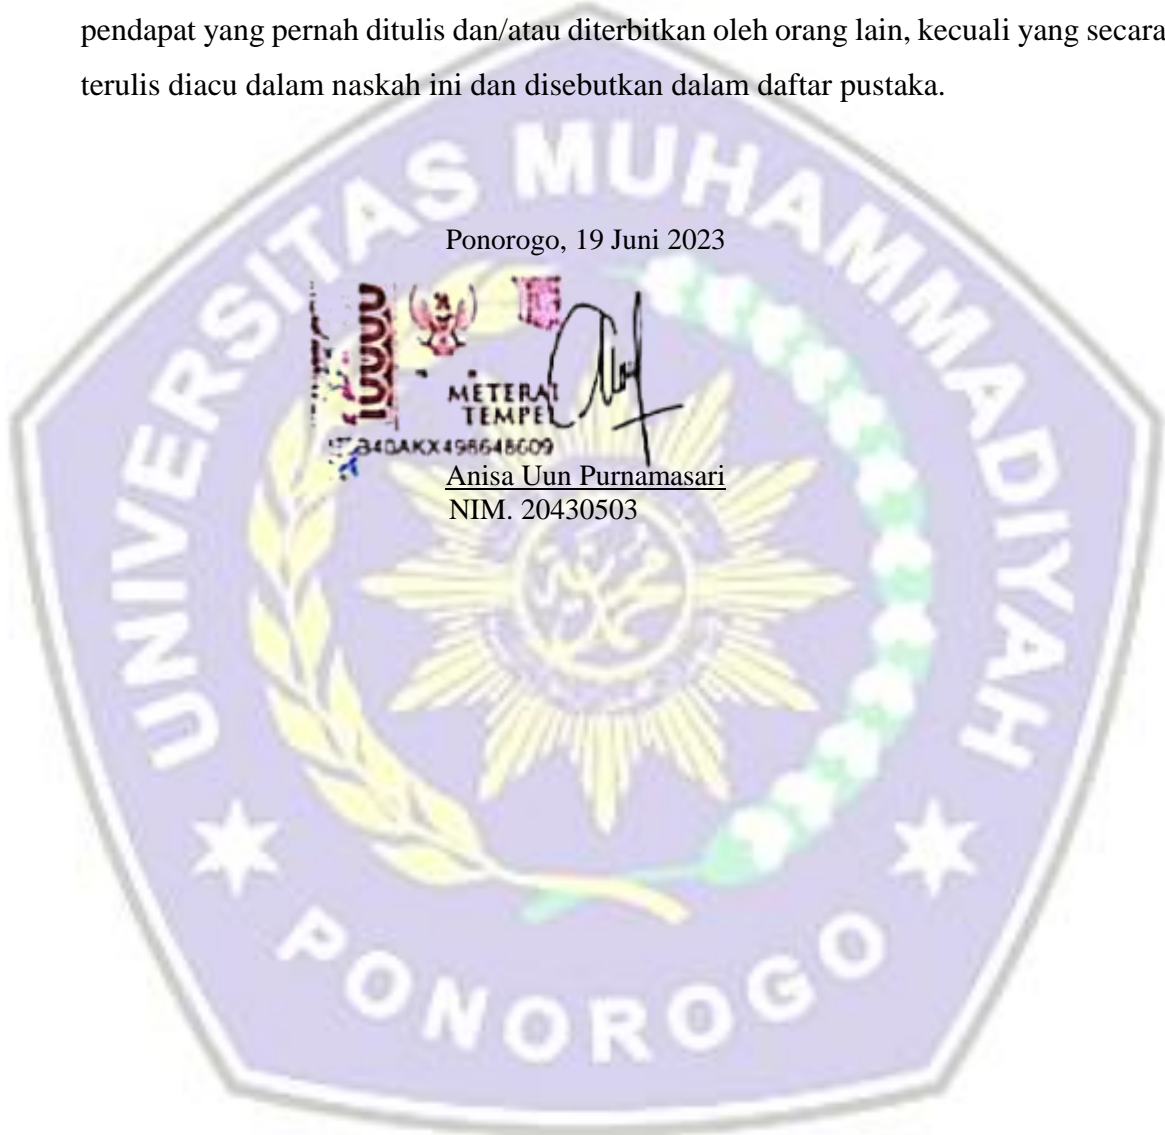 pendapat yang pernah ditulis dan/atau diterbitkan oleh orang lain, kecuali yang secara
terulis diacu dalam naskah ini dan disebutkan dalam daftar pustaka.
UNIVERSITAS MUHAMMADIYAH
Ponorogo, 19 Juni 2023
METERAI
TEMPEL
B40AKX498648609
Anisa Uun Purnamasari
NIM. 20430503
PONOROGO